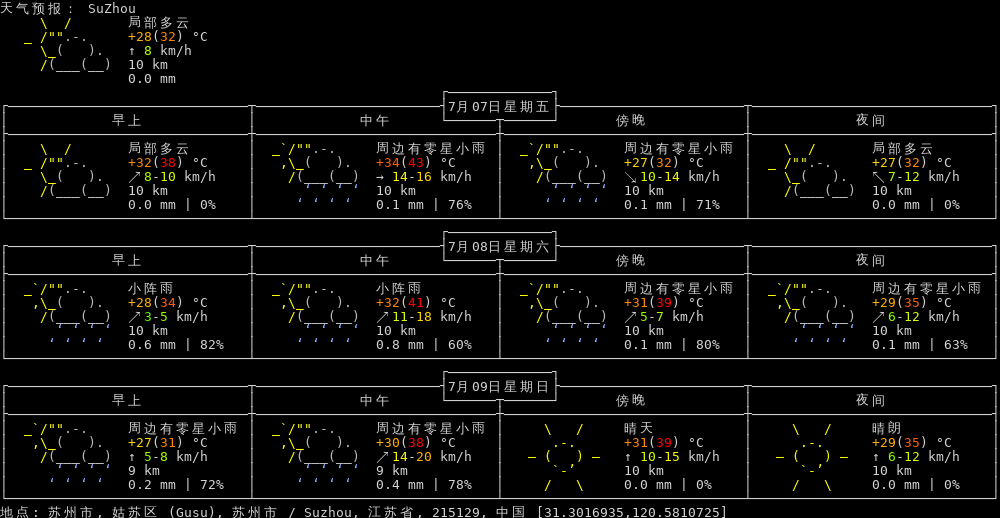 天气预报： SuZhou
局部多云
+28(32) °C
↑ 8 km/h
10 km
0.0 mm
7月07日星期五
早上 中午 傍晚 夜间
局部多云 周边有零星小雨 周边有零星小雨 局部多云
+32(38) °C +34(43) °C +27(32) °C +27(32) °C
↗ 8-10 km/h → 14-16 km/h ↘ 10-14 km/h ↖ 7-12 km/h
10 km 10 km 10 km 10 km
0.0 mm | 0% 0.1 mm | 76% 0.1 mm | 71% 0.0 mm | 0%
7月08日星期六
早上 中午 傍晚 夜间
小阵雨 小阵雨 周边有零星小雨 周边有零星小雨
+28(34) °C +32(41) °C +31(39) °C +29(35) °C
↗ 3-5 km/h ↗ 11-18 km/h ↗ 5-7 km/h ↗ 6-12 km/h
10 km 10 km 10 km 10 km
0.6 mm | 82% 0.8 mm | 60% 0.1 mm | 80% 0.1 mm | 63%
7月09日星期日
早上 中午 傍晚 夜间
周边有零星小雨 周边有零星小雨 晴天 晴朗
+27(31) °C +30(38) °C +31(39) °C +29(35) °C
↑ 5-8 km/h ↗ 14-20 km/h ↑ 10-15 km/h ↑ 6-12 km/h
9 km 9 km 10 km 10 km
0.2 mm | 72% 0.4 mm | 78% 0.0 mm | 0% 0.0 mm | 0%
地点: 苏州市, 姑苏区 (Gusu), 苏州市 / Suzhou, 江苏省, 215129, 中国 [31.3016935,120.5810725]